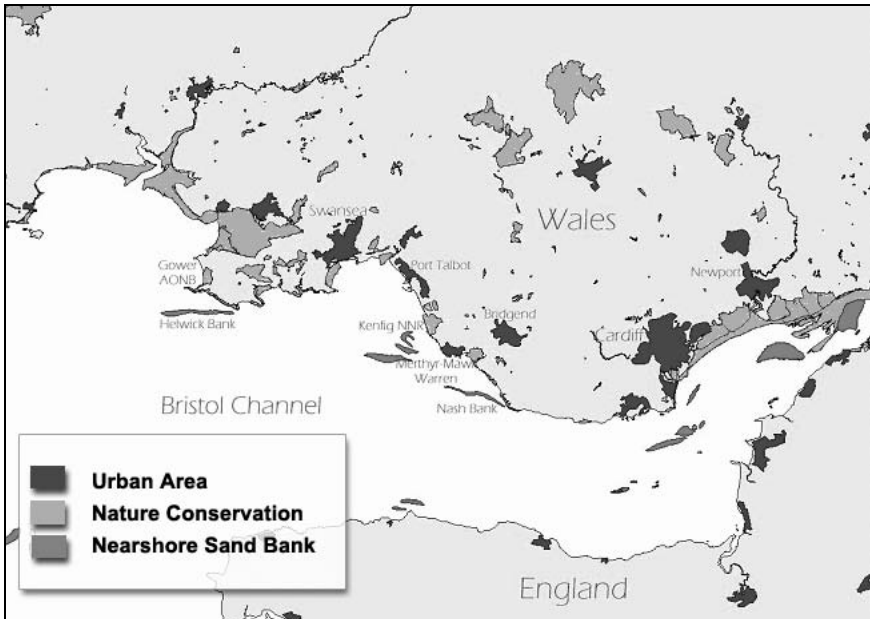 Swansea
Wales
Gower
AONB
Port Talbot
Newport
Helwick Bank
Kenfig NNR
Bridgend
Cardiff
Merthyr-Mawr
Warren
Bristol Channel
Nash Bank
Urban Area
Nature Conservation
Nearshore Sand Bank
England